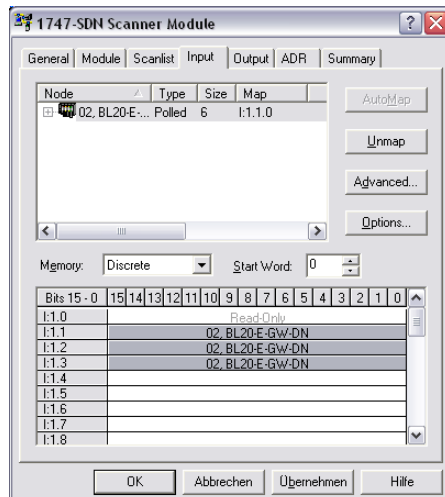 1747-SDN Scanner Module
General Module Scanlist Input Output ADR Summary
Node Type Size Map
02, BL20-E-... Polled 6 I:1.1.0
AutoMap
Unmap
Advanced...
Options...
Memory: Discrete Start Word: 0
Bits 15 - 0 15 14 13 12 11 10 9 8 7 6 5 4 3 2 1 0
I:1.0 Read-Only
I:1.1 02, BL20-E-GW-DN
I:1.2 02, BL20-E-GW-DN
I:1.3 02, BL20-E-GW-DN
I:1.4
I:1.5
I:1.6
I:1.7
I:1.8
OK Abbrechen Übernehmen Hilfe